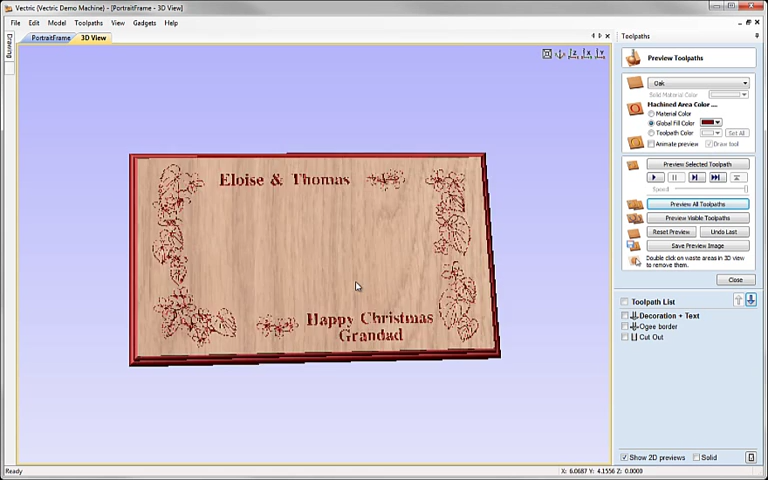 Vectric {Vectric Demo Machine} - [PortraitFrame - 3D View]
File Edit Model Toolpaths View Gadgets Help
Drawing
PortraitFrame 3D View
Eloise & Thomas
Happy Christmas
Grandad
Toolpaths
Preview Toolpaths
Oak
Solid Material Color
Machined Area Color ...
Material Color
Global Fill Color
Toolpath Color Set All
Animate preview Draw tool
Preview Selected Toolpath
Speed
Preview All Toolpaths
Preview Visible Toolpaths
Reset Preview Undo Last
Save Preview Image
Double click on waste areas in 3D view
to remove them.
Close
Toolpath List
Decoration + Text
Ogee border
Cut Out
Show 2D previews Solid
Ready
X: 6.0687 Y: 4.1556 Z: 0.0000